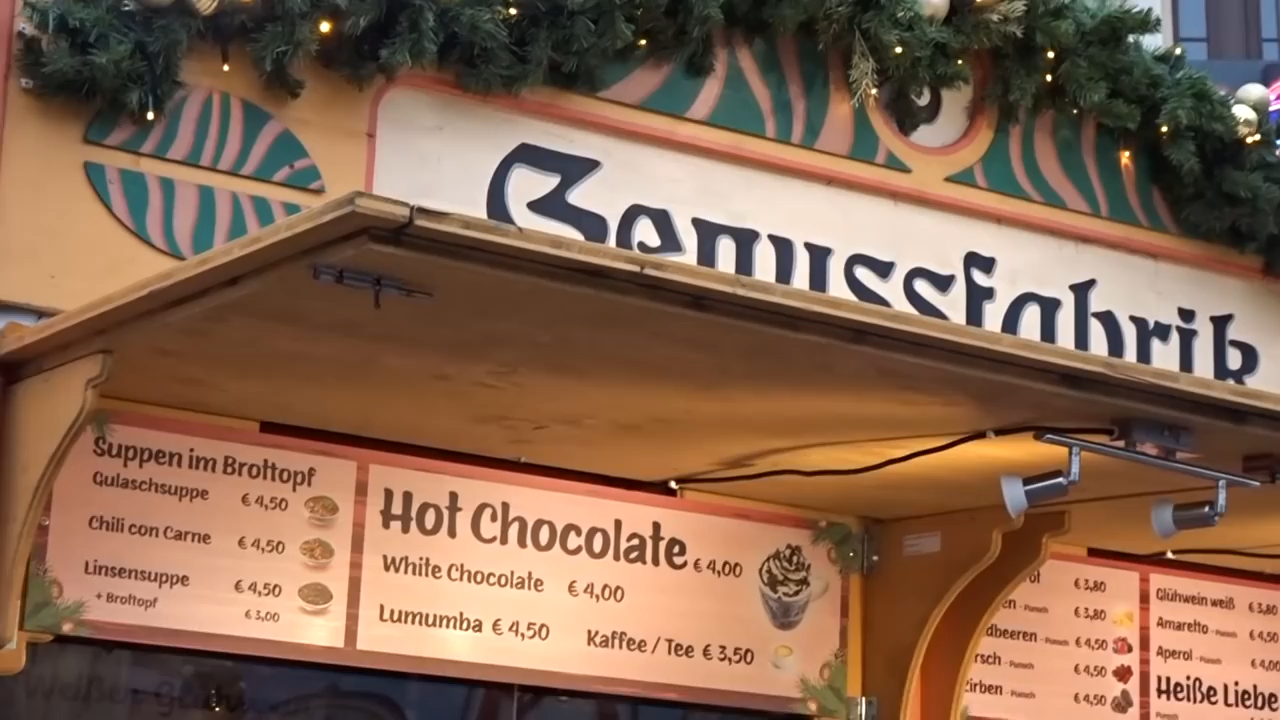 Genussfabrik
Suppen im Brottopf
Gulaschsuppe € 4,50
Chili con Carne € 4,50
Linsensuppe € 4,50
+ Brottopf € 3,00
Hot Chocolate € 4,00
White Chocolate € 4,00
Lumumba € 4,50
Kaffee / Tee € 3,50
€ 3,80
- Punsch € 3,80
dbeeren - Punsch € 4,50
rsch - Punsch € 4,50
irben - Punsch € 4,50
Glühwein weiß € 3,80
Amaretto - Punsch € 4,50
Aperol - Punsch € 4,00
Heiße Liebe